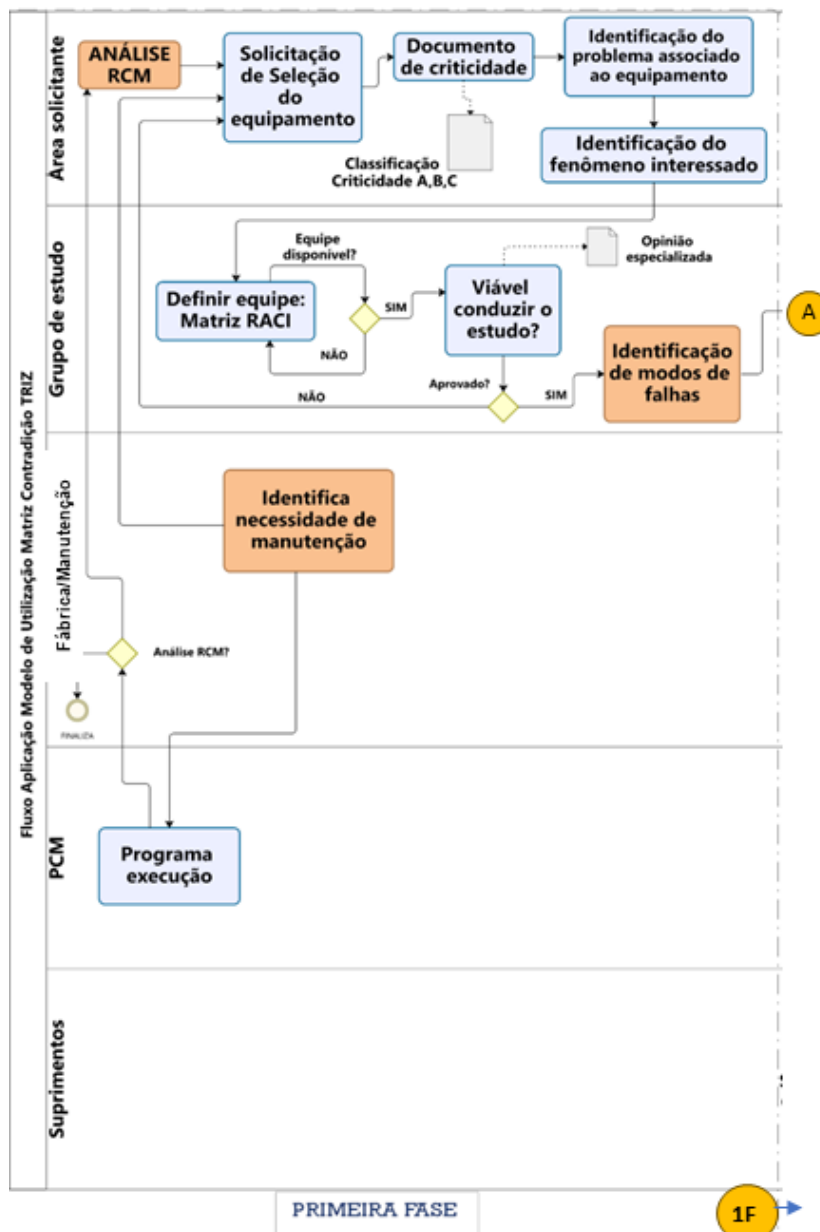 Fluxo Aplicação Modelo de Utilização Matriz Contradição TRIZ
Área solicitante
ANÁLISE
RCM
Solicitação
de Seleção
do
equipamento
Documento
de criticidade
Classificação
Criticidade A,B,C
Identificação do
problema associado
ao equipamento
Identificação do
fenômeno interessado
Grupo de estudo
Definir equipe:
Matriz RACI
Equipe
disponível?
SIM
NÃO
Viável
conduzir o
estudo?
Opinião
especializada
Aprovado?
NÃO
SIM
Identificação
de modos de
falhas
A
Fábrica/Manutenção
Identifica
necessidade de
manutenção
Análise RCM?
FINALIZA
PCM
Programa
execução
Suprimentos
PRIMEIRA FASE
1F